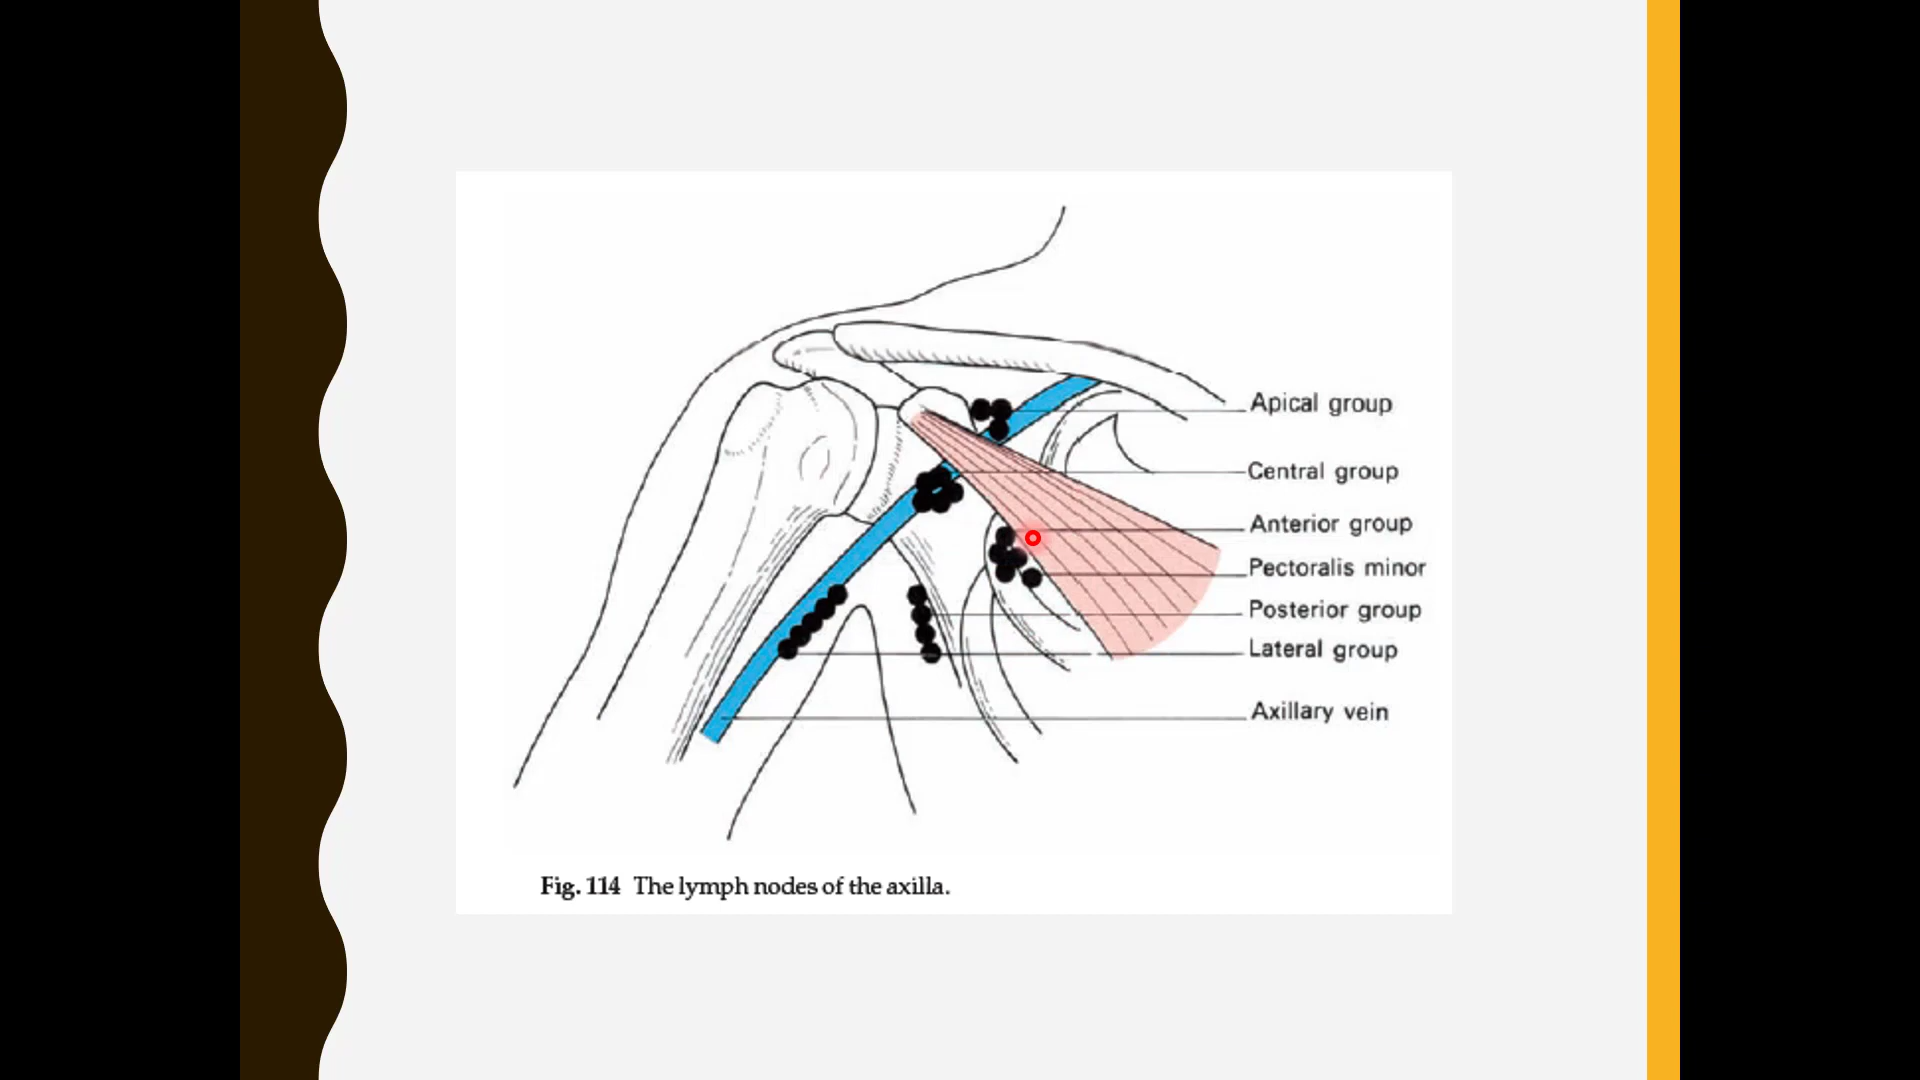 Apical group
Central group
Anterior group
Pectoralis minor
Posterior group
Lateral group
Axillary vein
Fig. 114 The lymph nodes of the axilla.